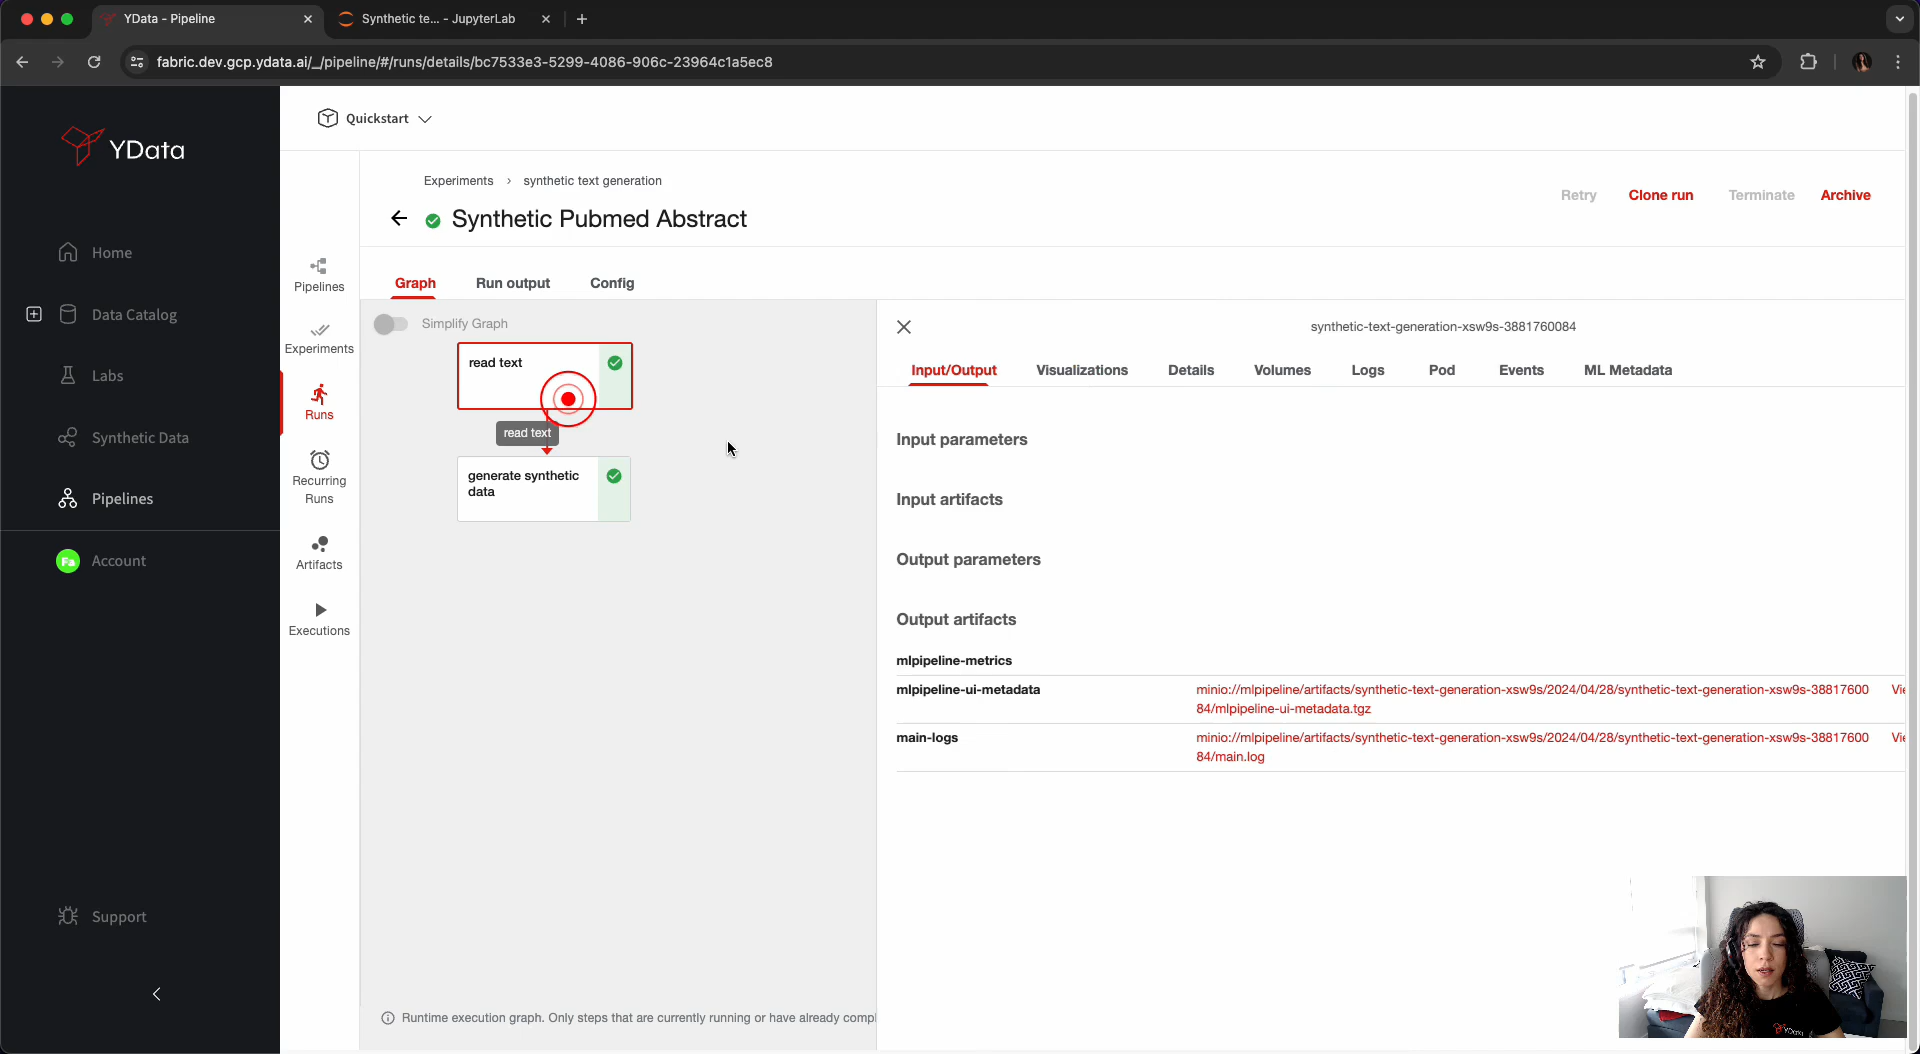 YData - Pipeline
Synthetic te... - JupyterLab
fabric.dev.gcp.ydata.ai/_/pipeline/#/runs/details/bc7533e3-5299-4086-906c-23964c1a5ec8
YData
Home
Data Catalog
Labs
Synthetic Data
Pipelines
Fa
Account
Support
Quickstart
Pipelines
Experiments
Runs
Recurring
Runs
Artifacts
Executions
Experiments › synthetic text generation
Synthetic Pubmed Abstract
Retry
Clone run
Terminate
Archive
Graph
Run output
Config
Simplify Graph
read text
read text
generate synthetic
data
Runtime execution graph. Only steps that are currently running or have already compl
synthetic-text-generation-xsw9s-3881760084
Input/Output
Visualizations
Details
Volumes
Logs
Pod
Events
ML Metadata
Input parameters
Input artifacts
Output parameters
Output artifacts
mlpipeline-metrics
mlpipeline-ui-metadata
minio://mlpipeline/artifacts/synthetic-text-generation-xsw9s/2024/04/28/synthetic-text-generation-xsw9s-38817600
84/mlpipeline-ui-metadata.tgz
Vie
main-logs
minio://mlpipeline/artifacts/synthetic-text-generation-xsw9s/2024/04/28/synthetic-text-generation-xsw9s-38817600
84/main.log
Vie
YData